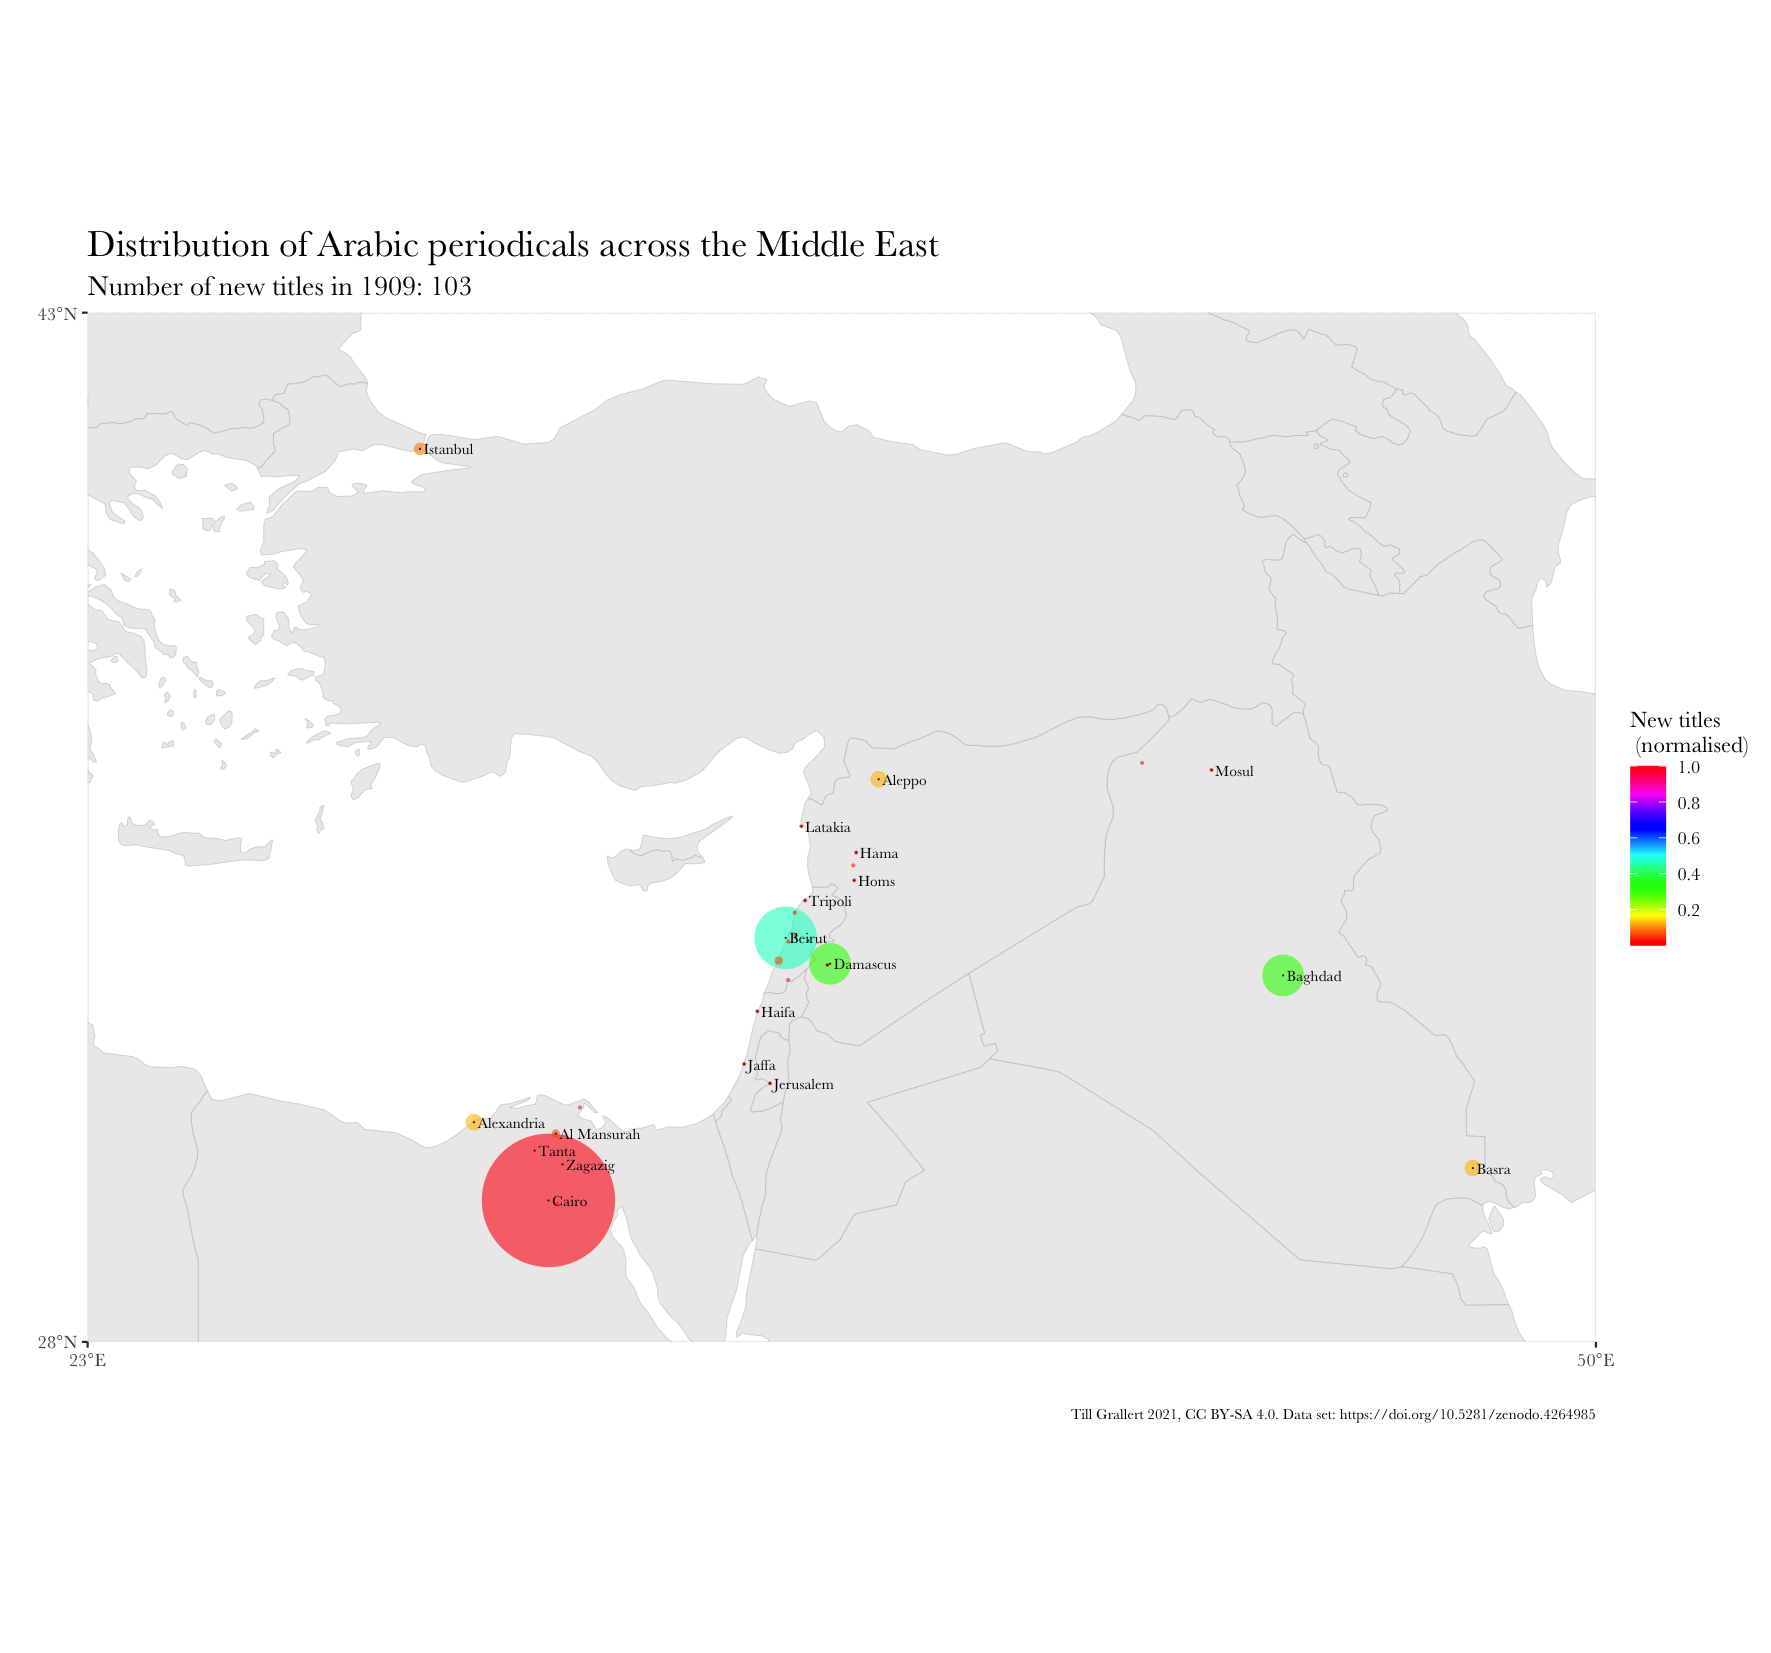 Distribution of Arabic periodicals across the Middle East
Number of new titles in 1909: 103
43°N
Istanbul
New titles
(normalised)
1.0
0.8
0.6
0.4
0.2
Mosul
Aleppo
Latakia
Hama
Homs
Tripoli
Beirut
Damascus
Baghdad
Haifa
Jaffa
Jerusalem
Alexandria
Al Mansurah
Tanta
Zagazig
Basra
Cairo
28°N
23°E
50°E
Till Grallert 2021, CC BY-SA 4.0. Data set: https://doi.org/10.5281/zenodo.4264985